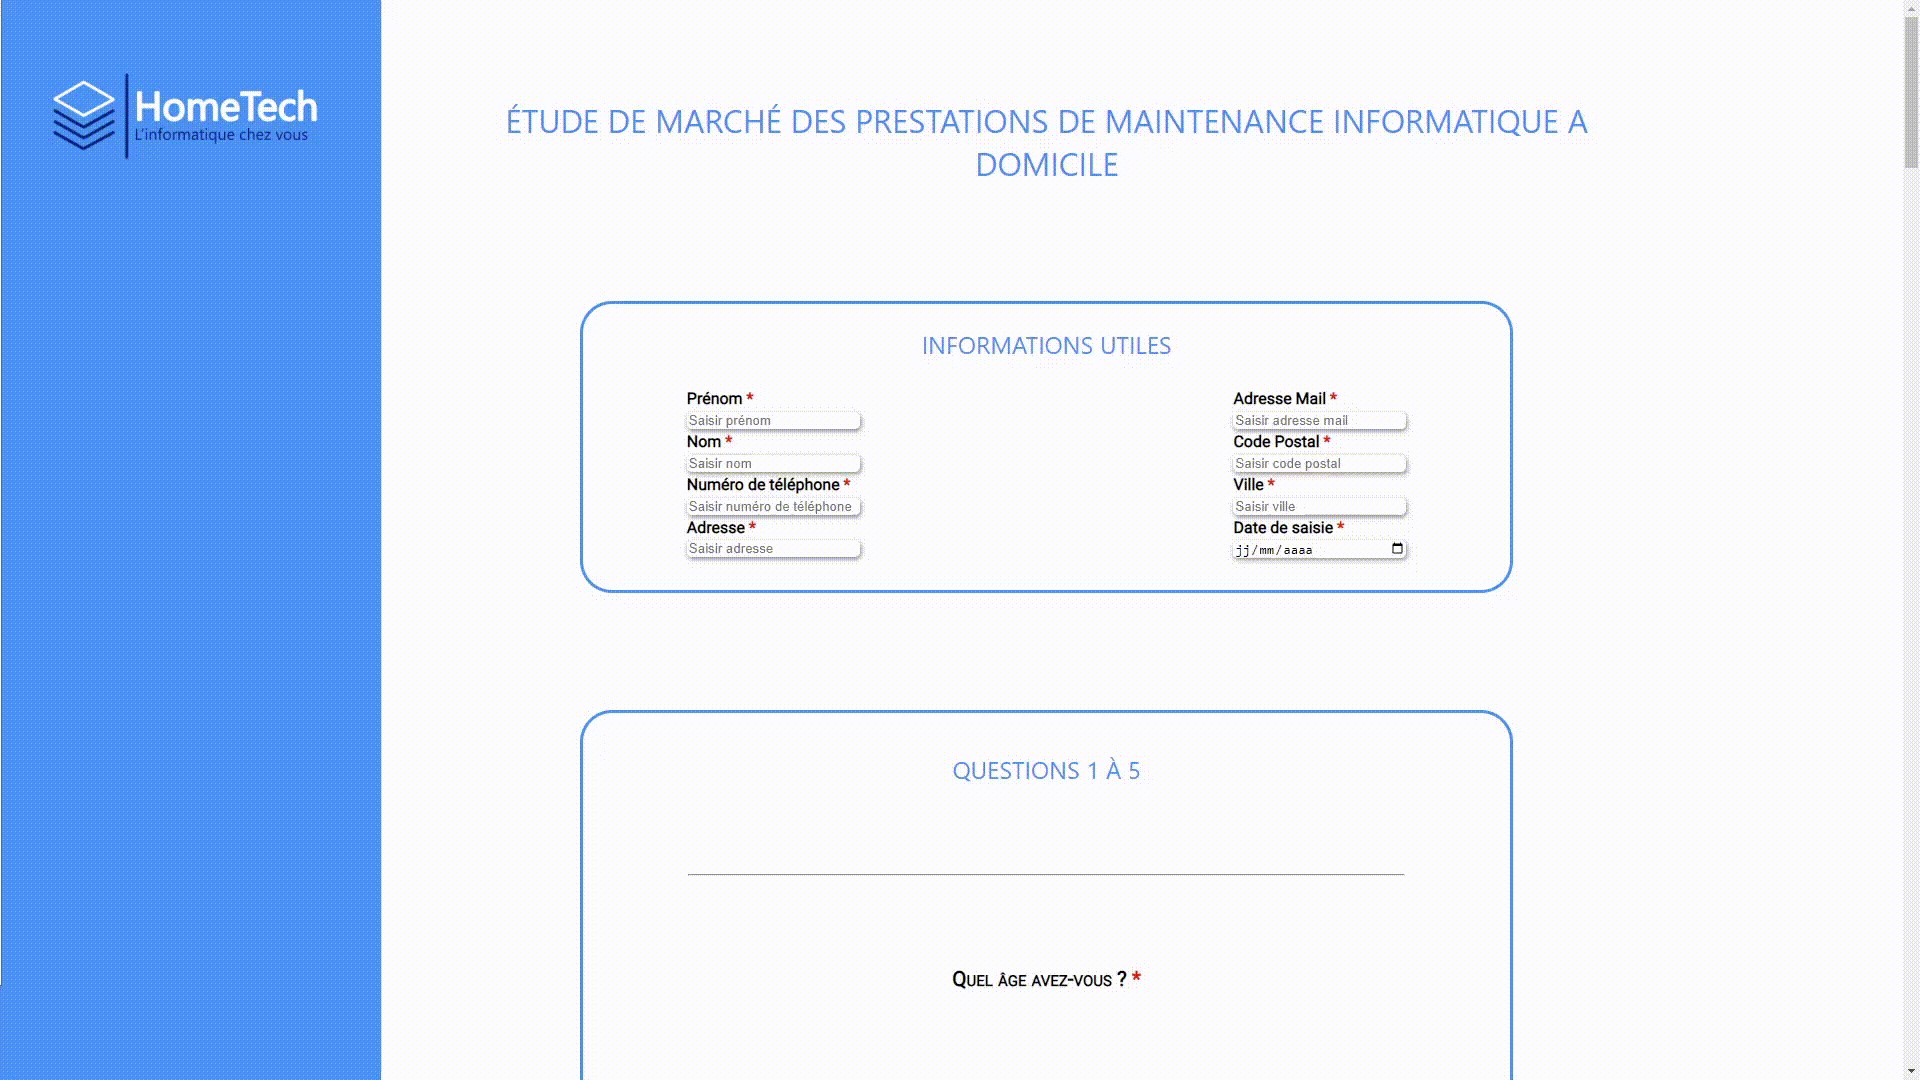 HomeTech
L'informatique chez vous
ÉTUDE DE MARCHÉ DES PRESTATIONS DE MAINTENANCE INFORMATIQUE A
DOMICILE
INFORMATIONS UTILES
Prénom *
Saisir prénom
Nom *
Saisir nom
Numéro de téléphone *
Saisir numéro de téléphone
Adresse *
Saisir adresse
Adresse Mail *
Saisir adresse mail
Code Postal *
Saisir code postal
Ville *
Saisir ville
Date de saisie *
jj/mm/aaaa
QUESTIONS 1 À 5
Quel âge avez-vous ? *